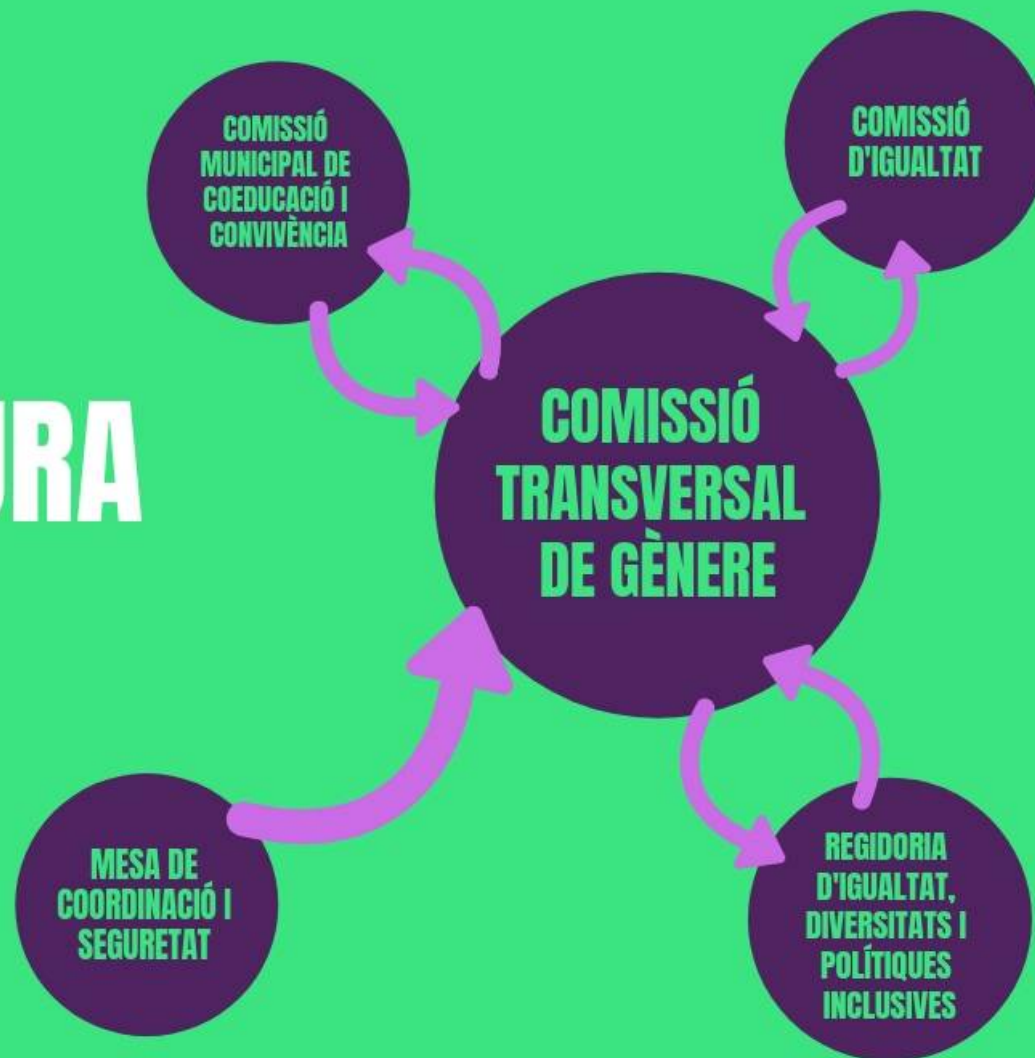 COMISSIÓ
MUNICIPAL DE
COEDUCACIÓ I
CONVIVÈNCIA
COMISSIÓ
D'IGUALTAT
URA
COMISSIÓ
TRANSVERSAL
DE GÈNERE
MESA DE
COORDINACIÓ I
SEGURETAT
REGIDORIA
D'IGUALTAT,
DIVERSITATS I
POLÍTIQUES
INCLUSIVES